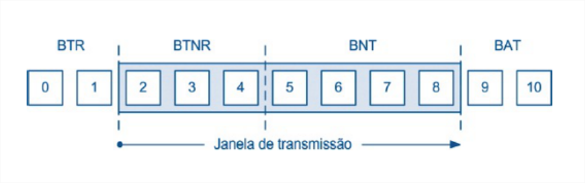 BTR BTNR BNT BAT
0 1 2 3 4 5 6 7 8 9 10
Janela de transmissão